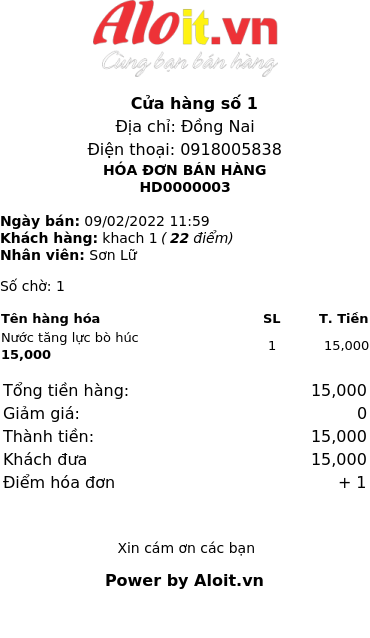 Aloit.vn
Cùng bạn bán hàng
Cửa hàng số 1
Địa chỉ: Đồng Nai
Điện thoại: 0918005838
HÓA ĐƠN BÁN HÀNG
HD0000003
Ngày bán: 09/02/2022 11:59
Khách hàng: khach 1 ( 22 điểm)
Nhân viên: Sơn Lữ
Số chờ: 1
Tên hàng hóa SL T. Tiền
Nước tăng lực bò húc
15,000 1 15,000
Tổng tiền hàng: 15,000
Giảm giá: 0
Thành tiền: 15,000
Khách đưa 15,000
Điểm hóa đơn + 1
Xin cám ơn các bạn
Power by Aloit.vn